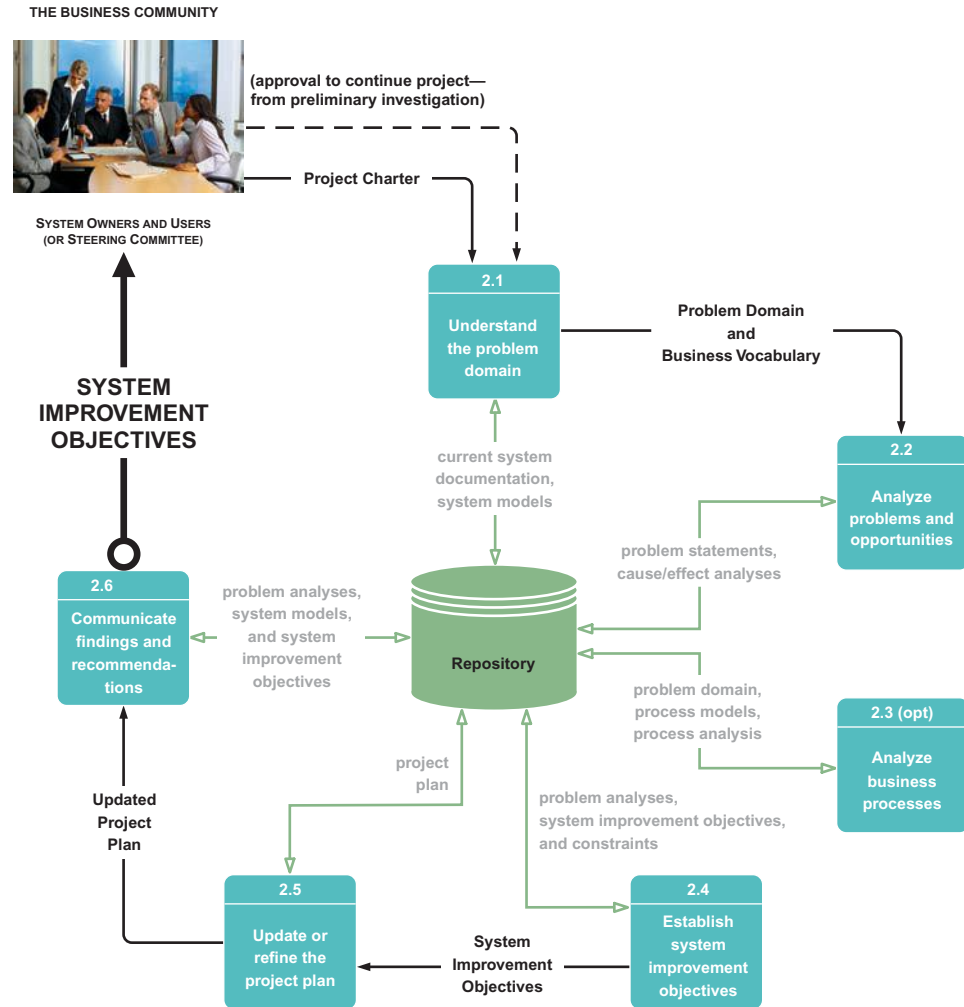 THE BUSINESS COMMUNITY
(approval to continue project—
from preliminary investigation)
Project Charter
SYSTEM OWNERS AND USERS
(OR STEERING COMMITTEE)
2.1
Understand
the problem
domain
Problem Domain
and
Business Vocabulary
SYSTEM
IMPROVEMENT
OBJECTIVES
current system
documentation,
system models
2.2
Analyze
problems and
opportunities
problem statements,
cause/effect analyses
2.6
Communicate
findings and
recommenda-
tions
problem analyses,
system models,
and system
improvement
objectives
Repository
problem domain,
process models,
process analysis
2.3 (opt)
Analyze
business
processes
project
plan
problem analyses,
system improvement objectives,
and constraints
Updated
Project
Plan
2.5
Update or
refine the
project plan
System
Improvement
Objectives
2.4
Establish
system
improvement
objectives